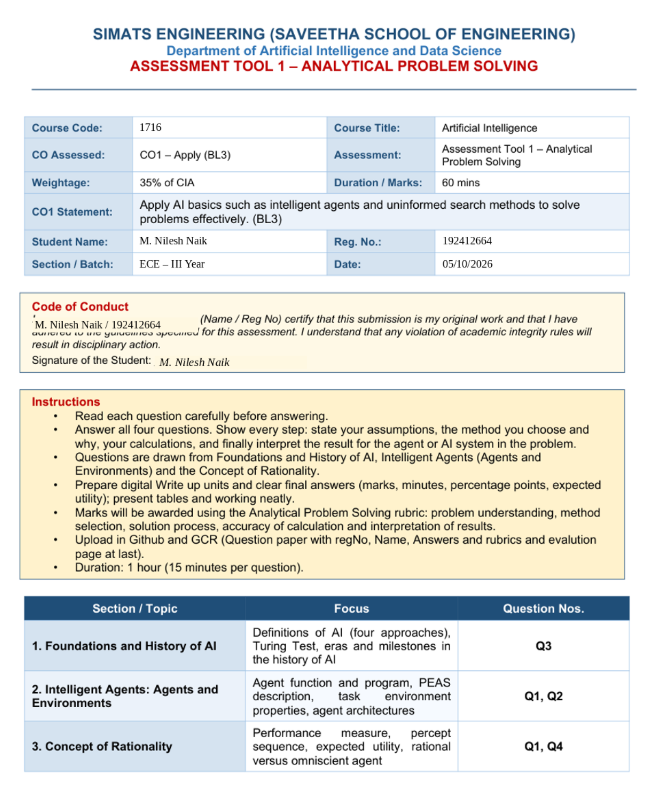 SIMATS ENGINEERING (SAVEETHA SCHOOL OF ENGINEERING)
Department of Artificial Intelligence and Data Science
ASSESSMENT TOOL 1 – ANALYTICAL PROBLEM SOLVING
Course Code: 1716 Course Title: Artificial Intelligence
CO Assessed: CO1 – Apply (BL3) Assessment: Assessment Tool 1 – Analytical
Problem Solving
Weightage: 35% of CIA Duration / Marks: 60 mins
CO1 Statement: Apply AI basics such as intelligent agents and uninformed search methods to solve
problems effectively. (BL3)
Student Name: M. Nilesh Naik Reg. No.: 192412664
Section / Batch: ECE – III Year Date: 05/10/2026
Code of Conduct
M. Nilesh Naik / 192412664 (Name / Reg No) certify that this submission is my original work and that I have
adhered to the guidelines specified for this assessment. I understand that any violation of academic integrity rules will
result in disciplinary action.
Signature of the Student: M. Nilesh Naik
Instructions
• Read each question carefully before answering.
• Answer all four questions. Show every step: state your assumptions, the method you choose and
why, your calculations, and finally interpret the result for the agent or AI system in the problem.
• Questions are drawn from Foundations and History of AI, Intelligent Agents (Agents and
Environments) and the Concept of Rationality.
• Prepare digital Write up units and clear final answers (marks, minutes, percentage points, expected
utility); present tables and working neatly.
• Marks will be awarded using the Analytical Problem Solving rubric: problem understanding, method
selection, solution process, accuracy of calculation and interpretation of results.
• Upload in Github and GCR (Question paper with regNo, Name, Answers and rubrics and evalution
page at last).
• Duration: 1 hour (15 minutes per question).
Section / Topic Focus Question Nos.
1. Foundations and History of AI Definitions of AI (four approaches),
Turing Test, eras and milestones in
the history of AI Q3
2. Intelligent Agents: Agents and
Environments Agent function and program, PEAS
description, task environment
properties, agent architectures Q1, Q2
3. Concept of Rationality Performance measure, percept
sequence, expected utility, rational
versus omniscient agent Q1, Q4